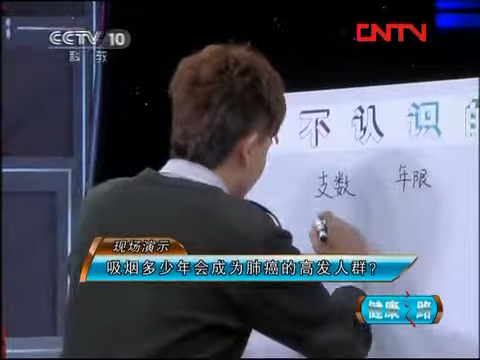 CCTV 10
科教
CNTV
不认识的
支数 年限
现场演示
吸烟多少年会成为肺癌的高发人群?
健康之路